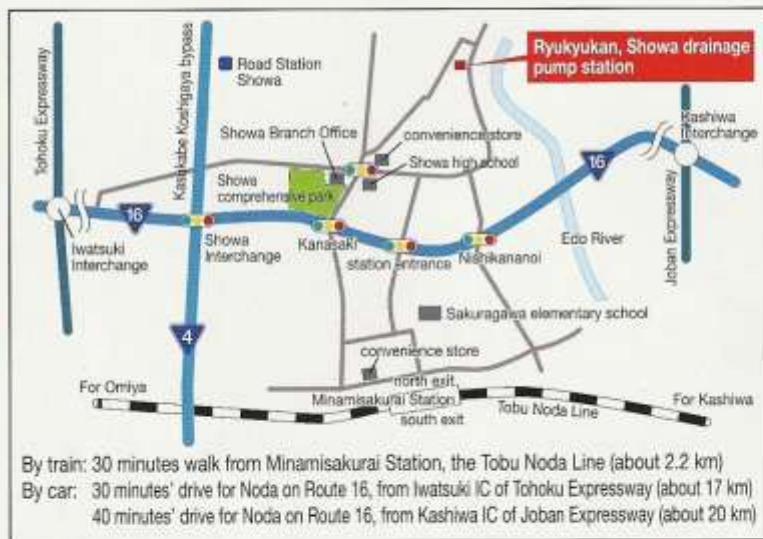 Tohoku Expressway
Kasukabe Koshigaya bypass
Road Station
Showa
Ryukyukan, Showa drainage
pump station
Kashiwa
Interchange
Showa Branch Office
convenience store
Showa high school
Showa
comprehensive park
16
16
Iwatsuki
Interchange
Showa
Interchange
Kanasaki
station entrance
Nishikananoi
Edo River
Joban Expressway
4
Sakuragawa elementary school
convenience store
For Omiya
north exit
Minamisakurai Station
south exit
Tobu Noda Line
For Kashiwa
By train: 30 minutes walk from Minamisakurai Station, the Tobu Noda Line (about 2.2 km)
By car: 30 minutes' drive for Noda on Route 16, from Iwatsuki IC of Tohoku Expressway (about 17 km)
40 minutes' drive for Noda on Route 16, from Kashiwa IC of Joban Expressway (about 20 km)